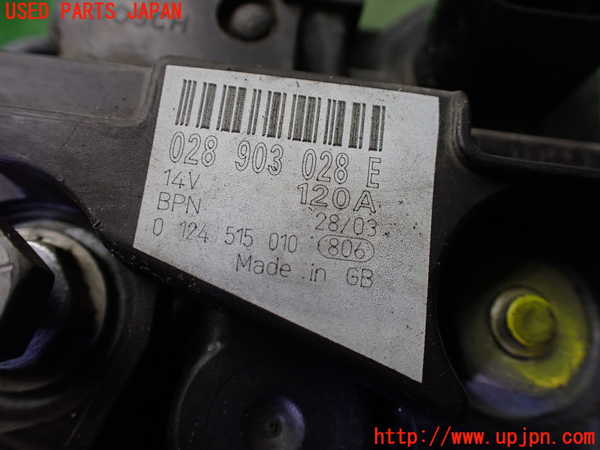 USED PARTS JAPAN
028 903 028 E
14V 120A
BPN 28/03
0 124 515 010 806
Made in GB
http://www.upjpn.com/